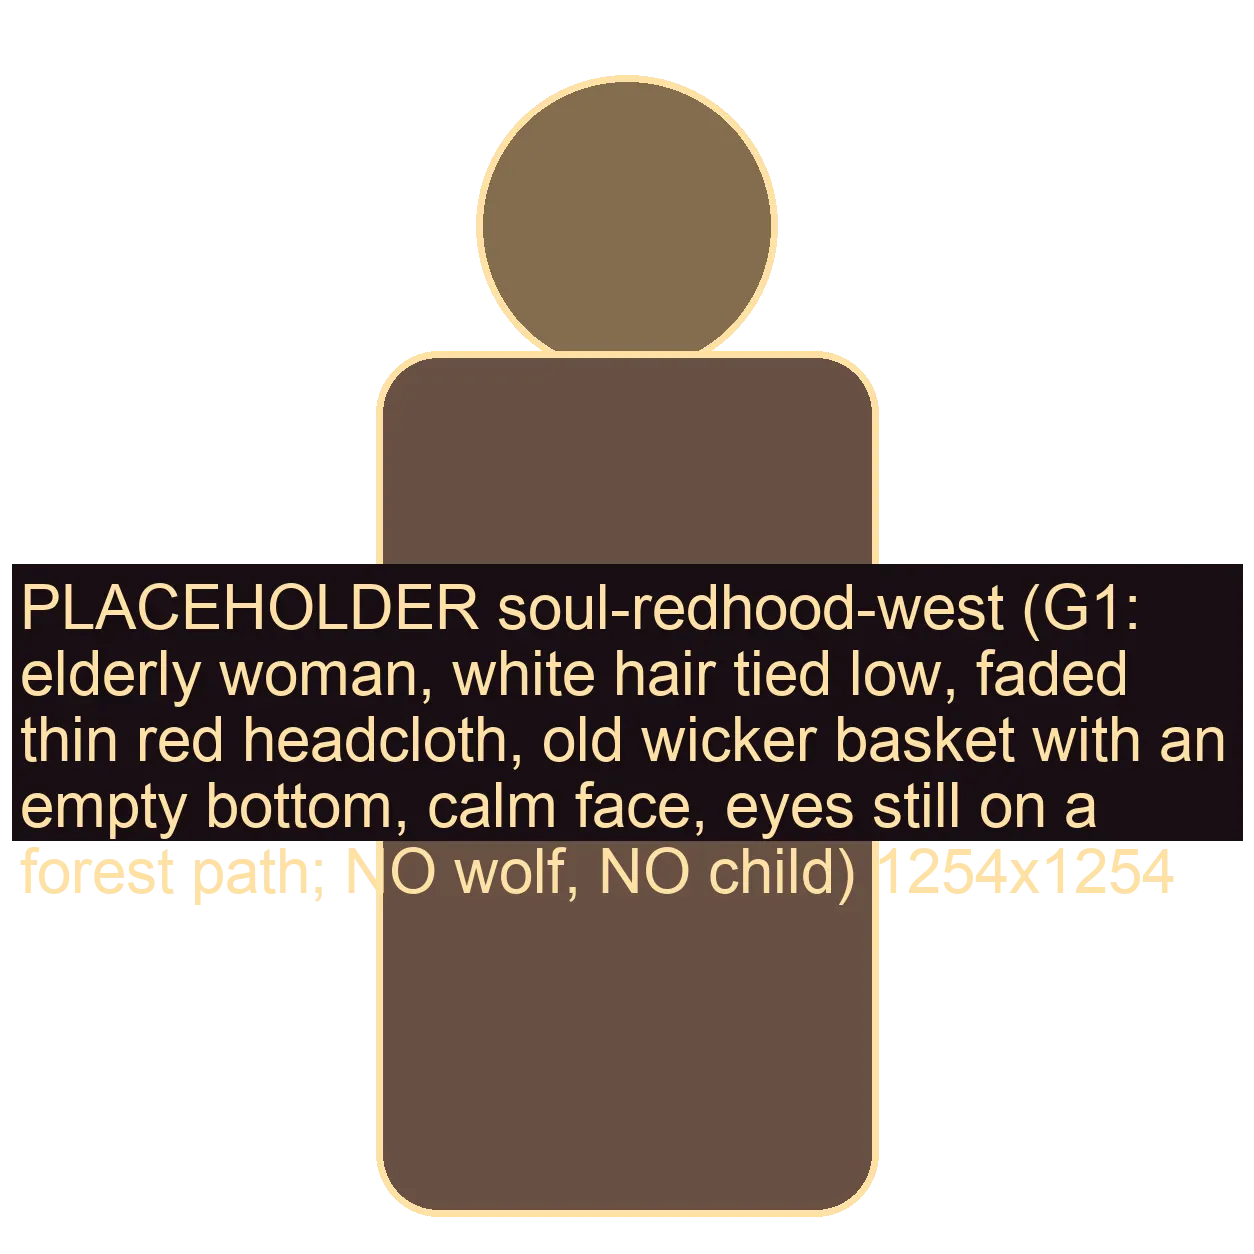 PLACEHOLDER soul-redhood-west (G1:
elderly woman, white hair tied low, faded
thin red headcloth, old wicker basket with an
empty bottom, calm face, eyes still on a
forest path; NO wolf, NO child) 1254x1254